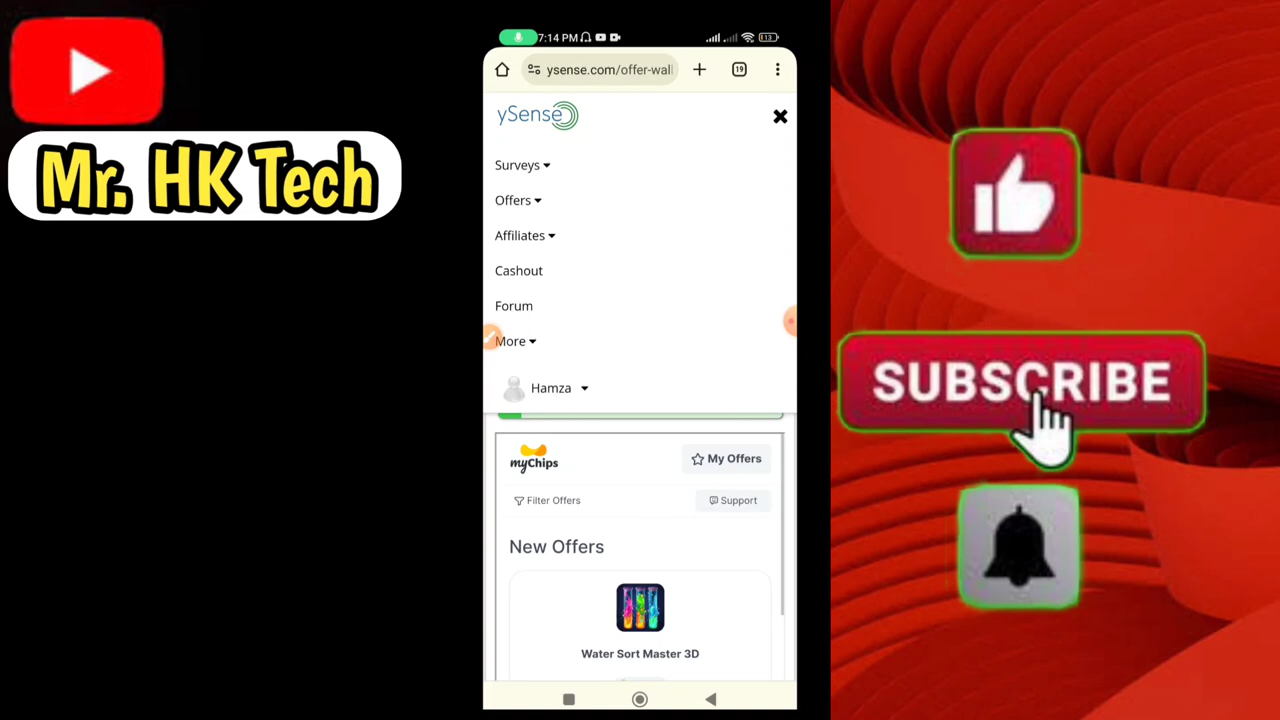 Mr. HK Tech
7:14 PM
13
ysense.com/offer-wall
19
ySense
Surveys
Offers
Affiliates
Cashout
Forum
More
Hamza
myChips
My Offers
Filter Offers
Support
New Offers
Water Sort Master 3D
SUBSCRIBE